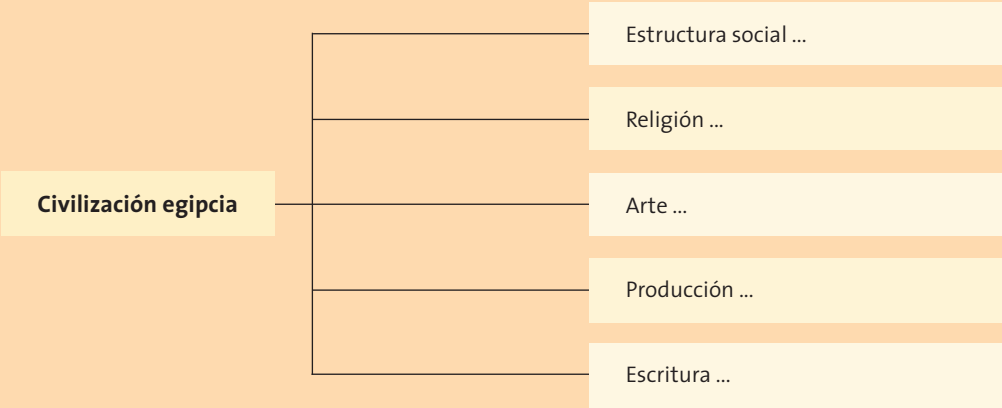 Estructura social ...
Religión ...
Civilización egipcia
Arte ...
Producción ...
Escritura ...